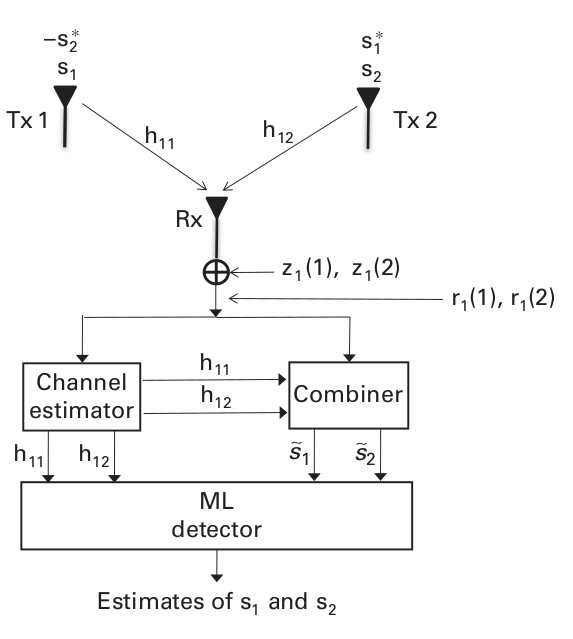 −s₂* s₁*
s₁ s₂
Tx 1 Tx 2
h₁₁ h₁₂
Rx
z₁(1), z₁(2)
r₁(1), r₁(2)
h₁₁
Channel estimator
h₁₂
Combiner
h₁₁ h₁₂ s̃₁ s̃₂
ML
detector
Estimates of s₁ and s₂